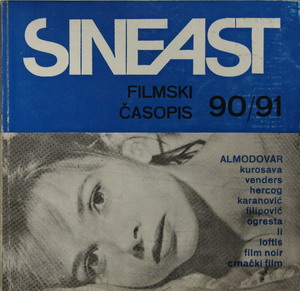 SINEAST
FILMSKI
ČASOPIS 90/91
ALMODOVAR
kurosava
venders
hercog
karanović
filipović
ogresta
li
loftis
film noir
crnački film